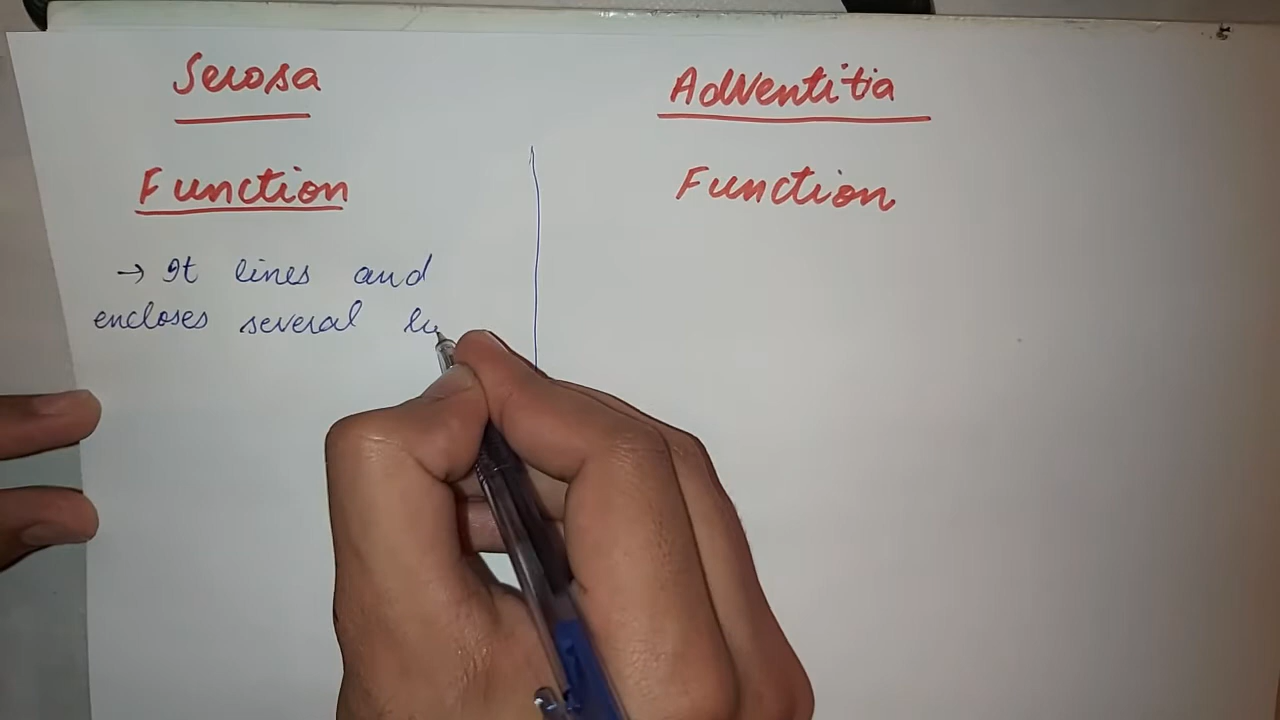 Serosa
Adventitia
Function
Function
→ It lines and
encloses several